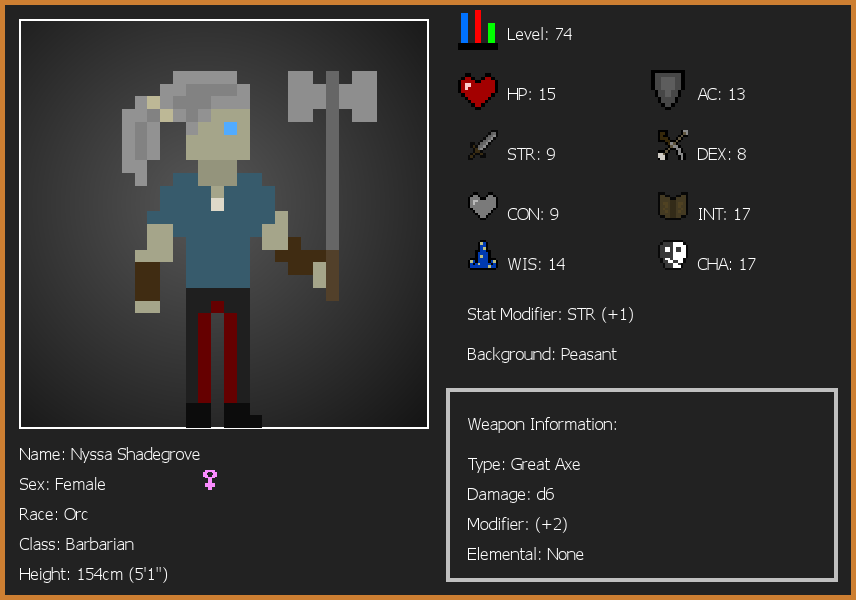 Level: 74
HP: 15
AC: 13
STR: 9
DEX: 8
CON: 9
INT: 17
WIS: 14
CHA: 17
Stat Modifier: STR (+1)
Background: Peasant
Weapon Information:
Type: Great Axe
Damage: d6
Modifier: (+2)
Elemental: None
Name: Nyssa Shadegrove
Sex: Female
Race: Orc
Class: Barbarian
Height: 154cm (5'1")